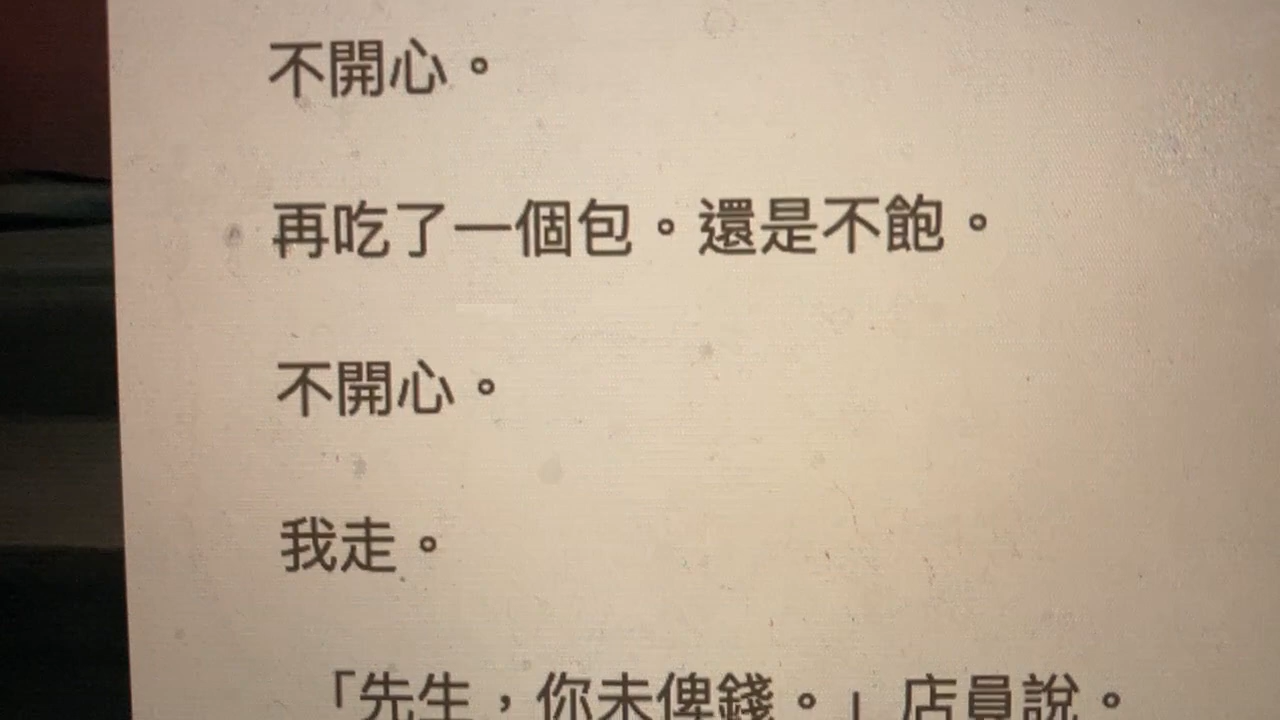 不開心。
再吃了一個包。還是不飽。
不開心。
我走。
「先生，你未俾錢。」店員說。